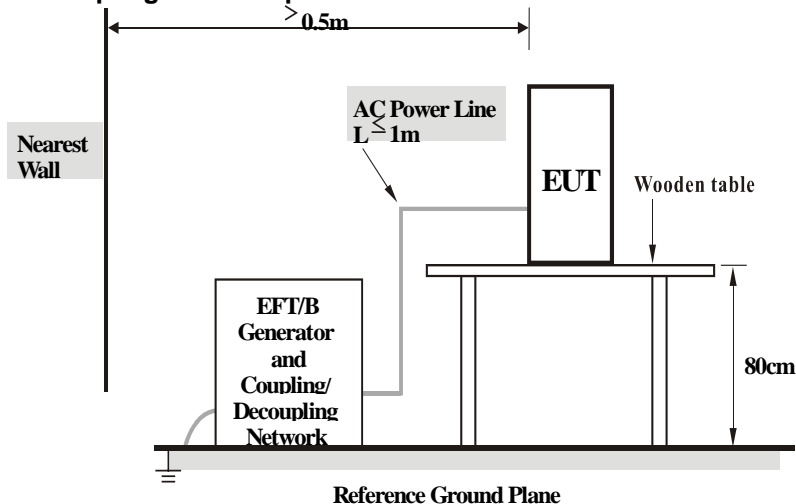 > 0.5m
AC Power Line
L ≤ 1m
Nearest
Wall
EUT
Wooden table
EFT/B
Generator
and
Coupling/
Decoupling
Network
80cm
Reference Ground Plane